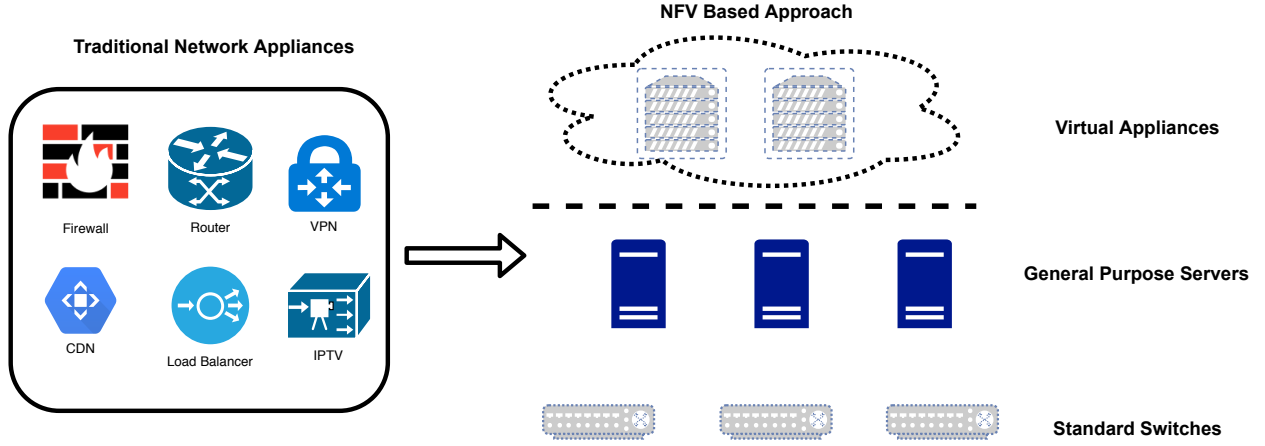 NFV Based Approach
Traditional Network Appliances
Firewall
Router
VPN
CDN
Load Balancer
IPTV
Virtual Appliances
General Purpose Servers
Standard Switches